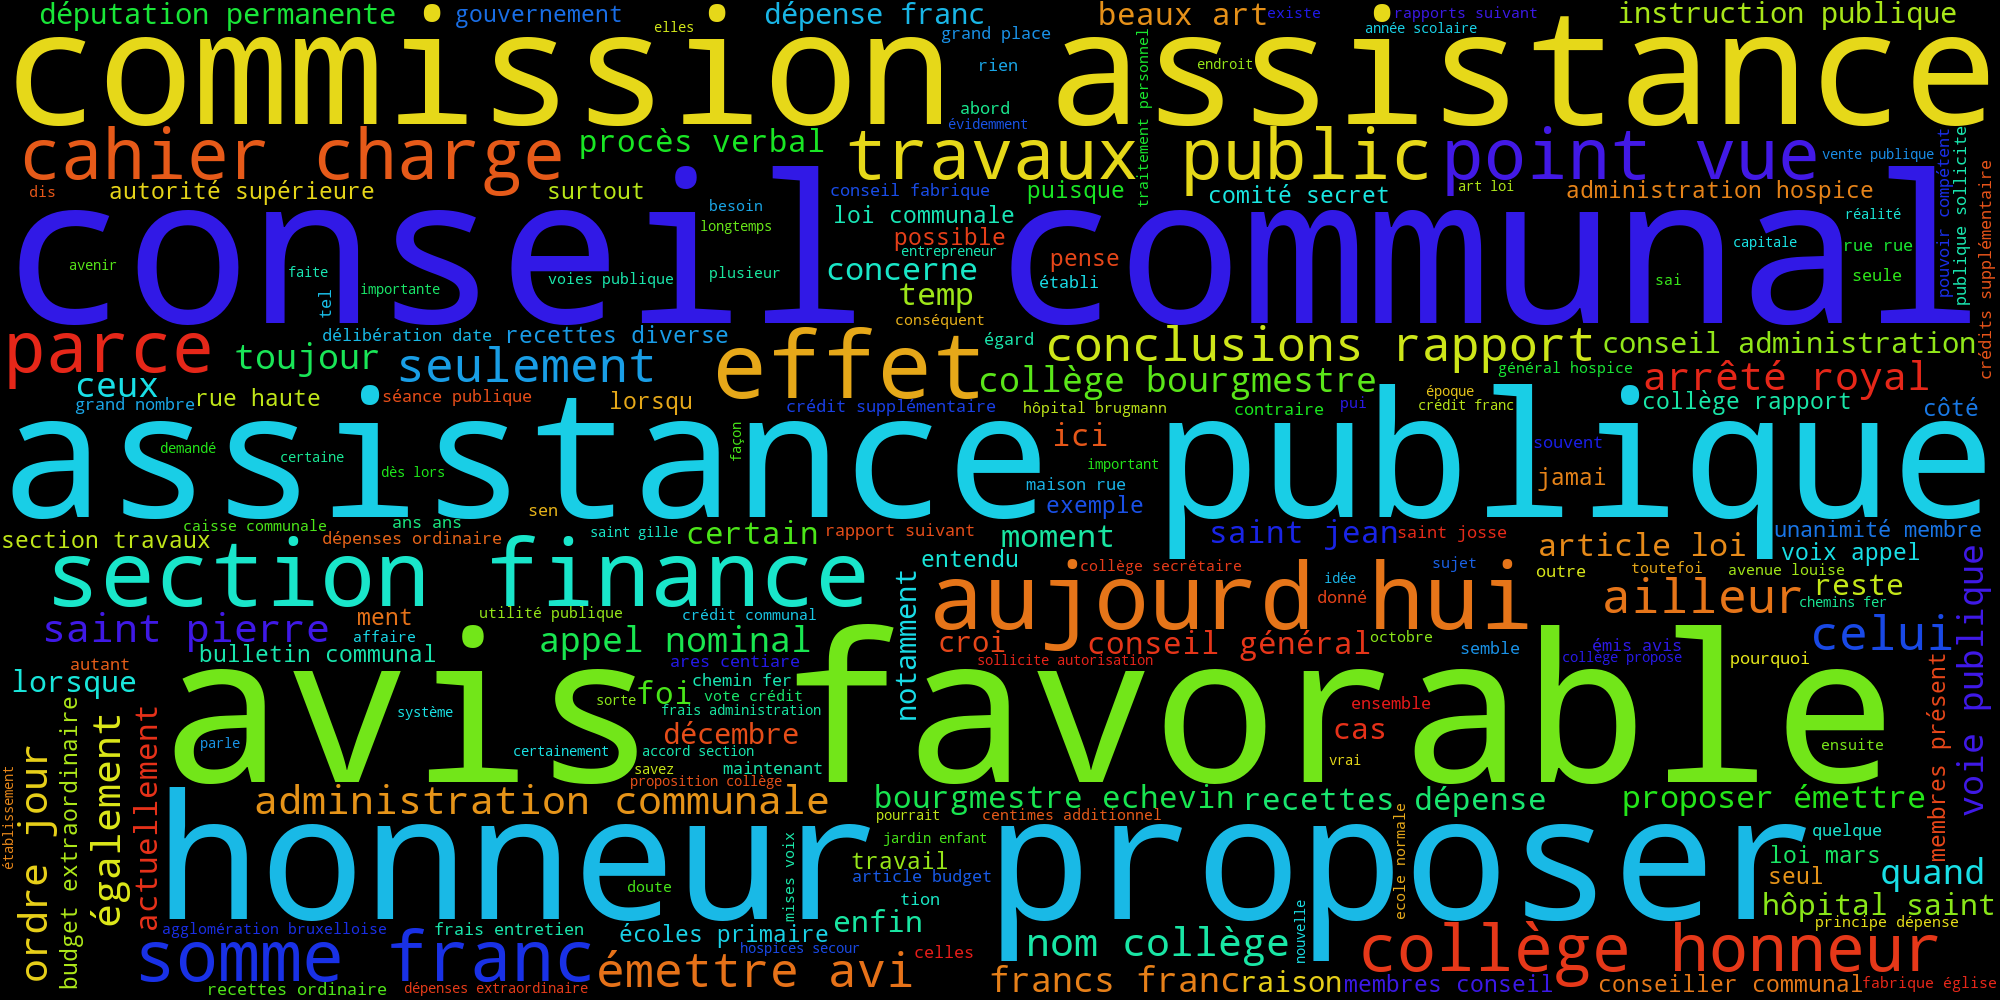 députation permanente
gouvernement
dépense franc
beaux art
existe
rapports suivant
instruction publique
elles
grand place
année scolaire
commission assistance
rien
endroit
traitement personnel
abord
évidemment
cahier charge
procès verbal
travaux public
point vue
vente publique
dis
autorité supérieure
surtout
conseil fabrique
puisque
comité secret
art loi
administration hospice
pouvoir compétent
publique sollicite
crédits supplémentaire
conseil communal
besoin
longtemps
loi communale
possible
entrepreneur
réalité
capitale
rue rue
avenir
faite
tel
importante
voies publique
plusieur
concerne
pense
établi
temp
sai
seule
conséquent
parce
toujour
délibération date
recettes diverse
seulement
effet
égard
conclusions rapport
conseil administration
ceux
grand nombre
rue haute
séance publique
lorsqu
crédit supplémentaire
collège bourgmestre
général hospice
arrêté royal
hôpital brugmann
contraire
pui
époque
crédit franc
collège rapport
côté
assistance publique
demandé
certaine
dès lors
façon
ici
important
maison rue
exemple
souvent
jamai
sen
section travaux
caisse communale
ans ans
dépenses ordinaire
saint gille
certain
rapport suivant
moment
saint jean
saint josse
article loi
unanimité membre
voix appel
section finance
entendu
collège secrétaire
sujet
outre
toutefoi
avenue louise
reste
aujourd hui
idée
donné
ailleur
chemins fer
voie publique
saint pierre
ment
affaire
utilité publique
crédit communal
appel nominal
notamment
croi
conseil général
octobre
semble
émis avis
collège propose
celui
pourquoi
bulletin communal
ares centiare
sollicite autorisation
lorsque
autant
avis favorable
foi
chemin fer
vote crédit
sorte
frais administration
système
décembre
ensemble
cas
membres présent
parle
certainement
accord section
savez
maintenant
vrai
ensuite
établissement
ordre jour
budget extraordinaire
également
actuellement
proposition collège
administration communale
bourgmestre echevin
recettes dépense
proposer émettre
pourrait
centimes additionnel
honneur proposer
doute
mises voix
jardin enfant
travail
article budget
tion
ecole normale
quelque
loi mars
seul
quand
hôpital saint
agglomération bruxelloise
frais entretien
écoles primaire
enfin
principe dépense
somme franc
hospices secour
celles
nom collège
nouvelle
collège honneur
émettre avi
recettes ordinaire
dépenses extraordinaire
francs franc
raison
membres conseil
conseiller communal
fabrique église